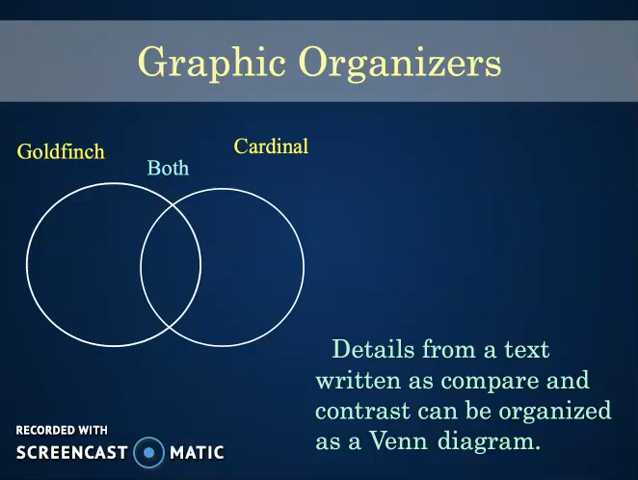 Graphic Organizers
Goldfinch
Both
Cardinal
Details from a text
written as compare and
contrast can be organized
as a Venn diagram.
RECORDED WITH
SCREENCAST MATIC